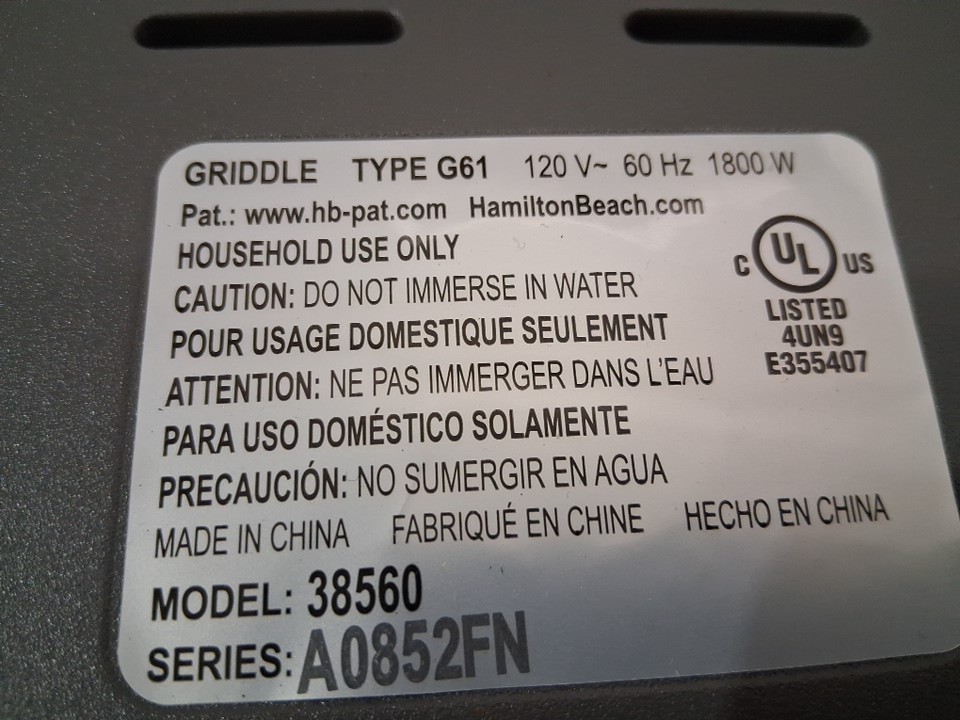 GRIDDLE TYPE G61 120 V~ 60 Hz 1800 W
Pat.: www.hb-pat.com HamiltonBeach.com
HOUSEHOLD USE ONLY
CAUTION: DO NOT IMMERSE IN WATER
POUR USAGE DOMESTIQUE SEULEMENT
ATTENTION: NE PAS IMMERGER DANS L'EAU
PARA USO DOMÉSTICO SOLAMENTE
PRECAUCIÓN: NO SUMERGIR EN AGUA
C UL US
LISTED
4UN9
E355407
MADE IN CHINA FABRIQUÉ EN CHINE HECHO EN CHINA
MODEL: 38560
SERIES: A0852FN